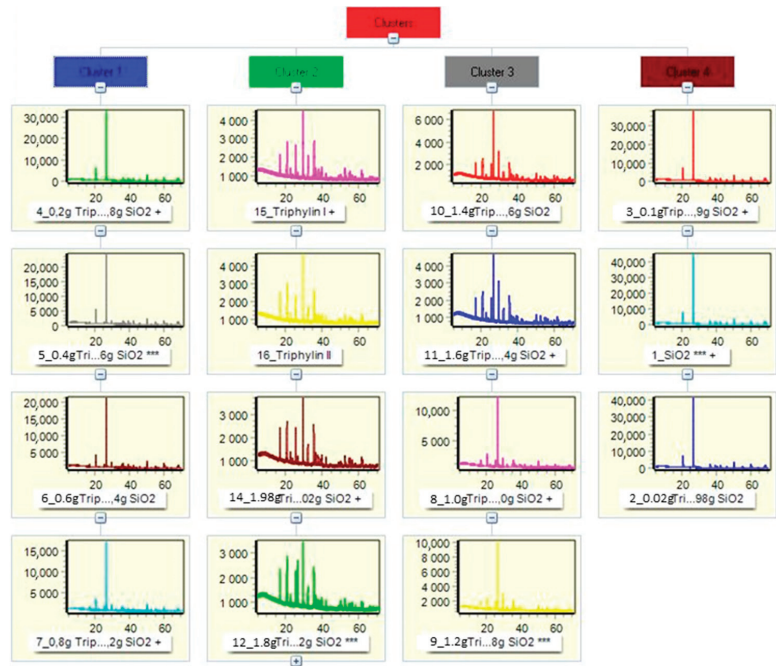 Clusters
Cluster 1
Cluster 2
Cluster 3
Cluster 4
30,000
20,000
10,000
0
20 40 60
4_0,2g Trip...,8g SiO2 +
4 000
3 000
2 000
1 000
20 40 60
15_Triphylin I +
6 000
4 000
2 000
20 40 60
10_1.4gTrip...,6g SiO2
30,000
20,000
10,000
0
20 40 60
3_0.1gTrip...,9g SiO2 +
20,000
15,000
10,000
5 000
0
20 40 60
5_0.4gTri...6g SiO2 ***
4 000
3 000
2 000
1 000
20 40 60
16_Triphylin II
4 000
3 000
2 000
1 000
20 40 60
11_1.6gTrip...,4g SiO2 +
40,000
30,000
20,000
10,000
0
20 40 60
1_SiO2 *** +
20,000
15,000
10,000
5 000
0
20 40 60
6_0.6gTrip...,4g SiO2
3 000
2 000
1 000
20 40 60
14_1.98gTri...02g SiO2 +
10,000
5 000
20 40 60
8_1.0gTrip...,0g SiO2 +
40,000
30,000
20,000
10,000
0
20 40 60
2_0.02gTri...98g SiO2
15,000
10,000
5 000
20 40 60
7_0,8g Trip...,2g SiO2 +
3 000
2 000
1 000
20 40 60
12_1.8gTri...2g SiO2 ***
10,000
8 000
6 000
4 000
2 000
20 40 60
9_1.2gTri...8g SiO2 ***